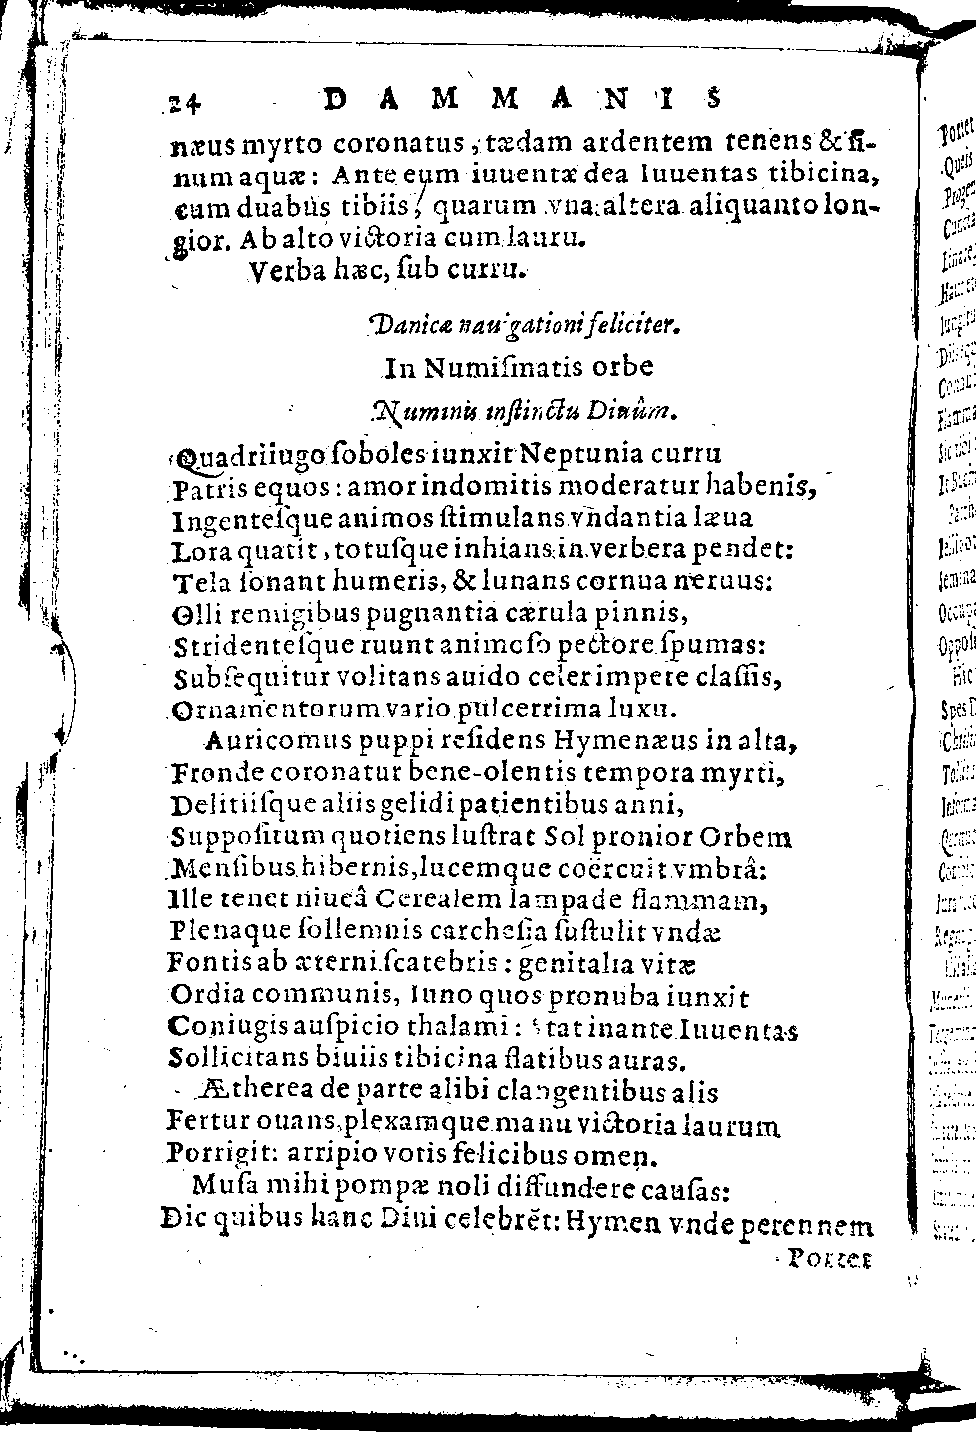 24 DAMMANIS
næus myrto coronatus, tædam ardentem tenens & ſi-
num aquæ: Ante eum iuuentæ dea Iuuentas tibicina,
cum duabus tibiis, quarum vna altera aliquanto lon-
gior. Ab alto victoria cum lauru.
Verba hæc, ſub curru.
Danicæ nauigationi feliciter.
In Numiſmatis orbe
Numinis inſtinctu Diuûm.
Quadriiugo ſoboles iunxit Neptunia curru
Patris equos: amor indomitis moderatur habenis,
Ingenteſque animos ſtimulans vndantia læua
Lora quatit, totuſque inhians in verbera pendet:
Tela ſonant humeris, & lunans cornua neruus:
Olli remigibus pugnantia cærula pinnis,
Stridenteſque ruunt animoſo pectore ſpumas:
Subſequitur volitans auido celer impete claſſis,
Ornamentorum vario pulcerrima luxu.
Auricomus puppi reſidens Hymenæus in alta,
Fronde coronatur bene-olentis tempora myrti,
Delitiiſque aliis gelidi patientibus anni,
Suppoſitum quotiens luſtrat Sol pronior Orbem
Menſibus hibernis, lucemque coërcuit vmbrâ:
Ille tenet niueâ Cerealem lampade flammam,
Plenaque ſollemnis carcheſia ſuſtulit vndæ
Fontis ab æterni ſcatebris: genitalia vitæ
Ordia communis, Iuno quos pronuba iunxit
Coniugis auſpicio thalami: Stat in ante Iuuentas
Sollicitans biuiis tibicina flatibus auras.
Ætherea de parte alibi clangentibus alis
Fertur ouans, plexamque manu victoria laurum
Porrigit: arripio votis felicibus omen.
Muſa mihi pompæ noli diffundere cauſas:
Dic quibus hanc Diui celebrēt: Hymen vnde perennem
Portet